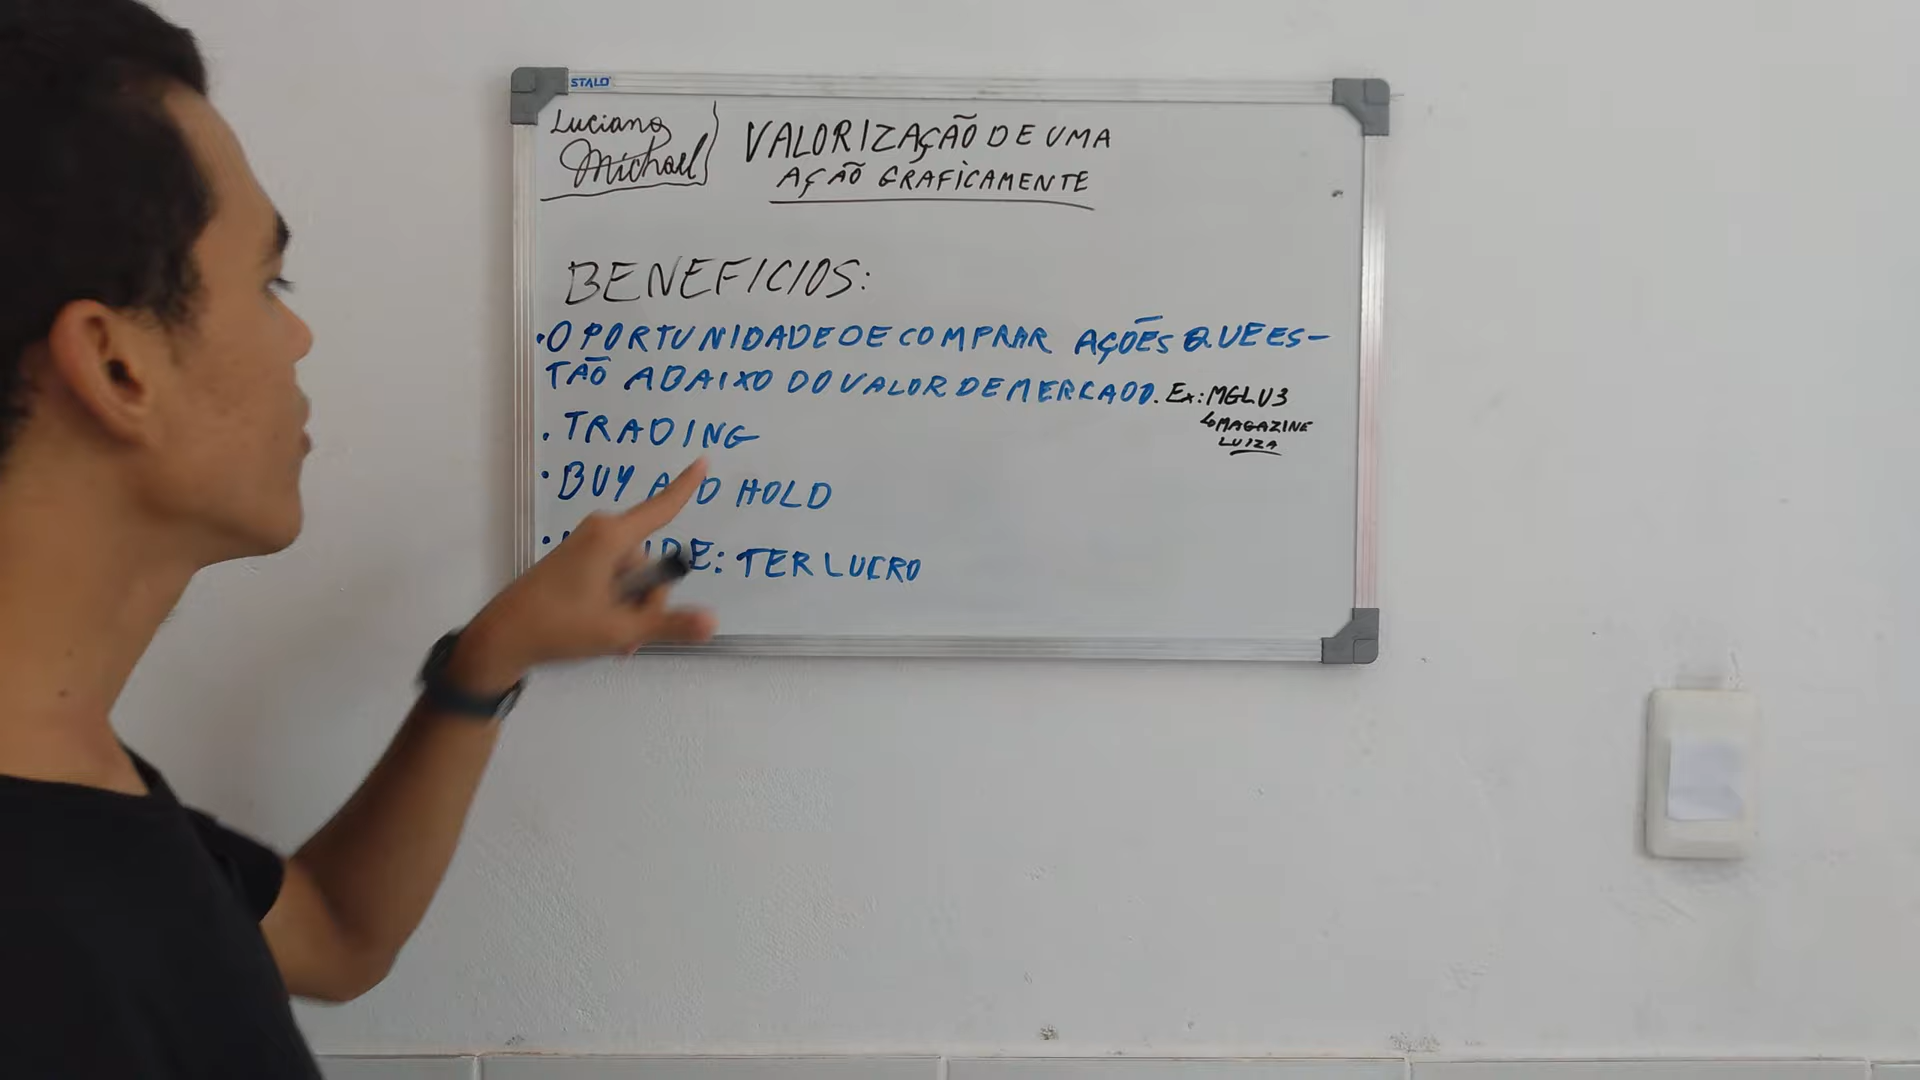 STALO
Luciano
Michael
VALORIZAÇÃO DE UMA
AÇÃO GRAFICAMENTE
BENEFICIOS:
• OPORTUNIDADE DE COMPRAR AÇÕES QUE ES-
TÃO ABAIXO DO VALOR DE MERCADO. Ex: MGLU3
↳ MAGAZINE
LUIZA
• TRADING
• BUY HOLD
• : TER LUCRO